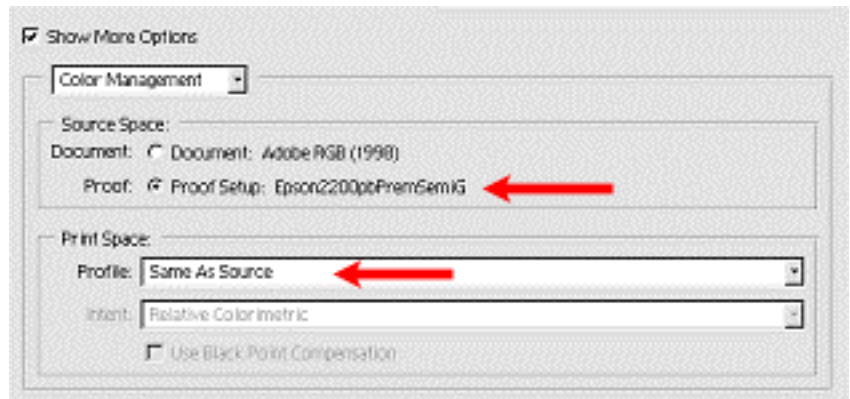 Show More Options
Color Management
Source Space:
Document: Document: Adobe RGB (1998)
Proof: Proof Setup: Epson2200pbPremSemiG
Print Space:
Profile: Same As Source
Intent: Relative Colorimetric
Use Black Point Compensation